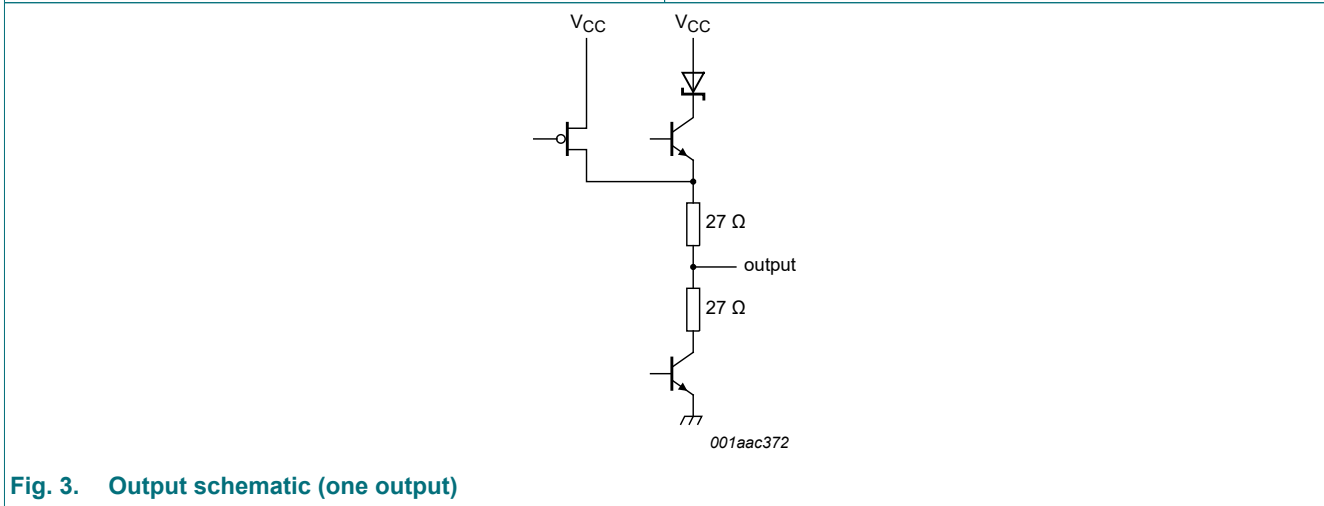 VCC VCC
27 Ω
output
27 Ω
001aac372
Fig. 3. Output schematic (one output)